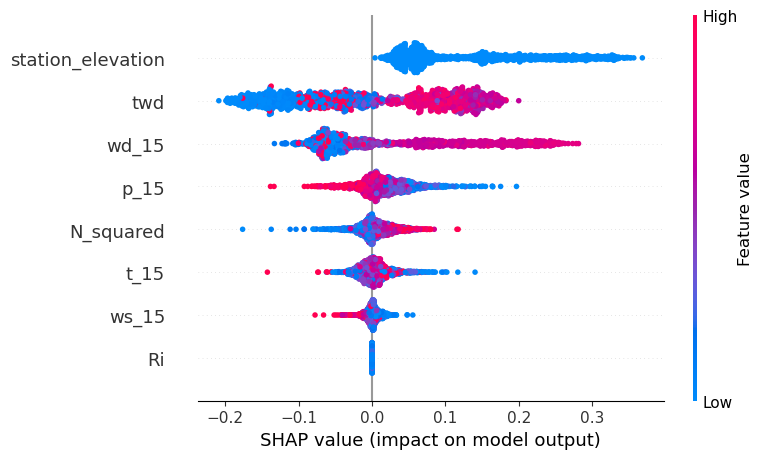 High
station_elevation
twd
wd_15
p_15
N_squared
t_15
ws_15
Ri
Feature value
Low
−0.2 −0.1 0.0 0.1 0.2 0.3
SHAP value (impact on model output)